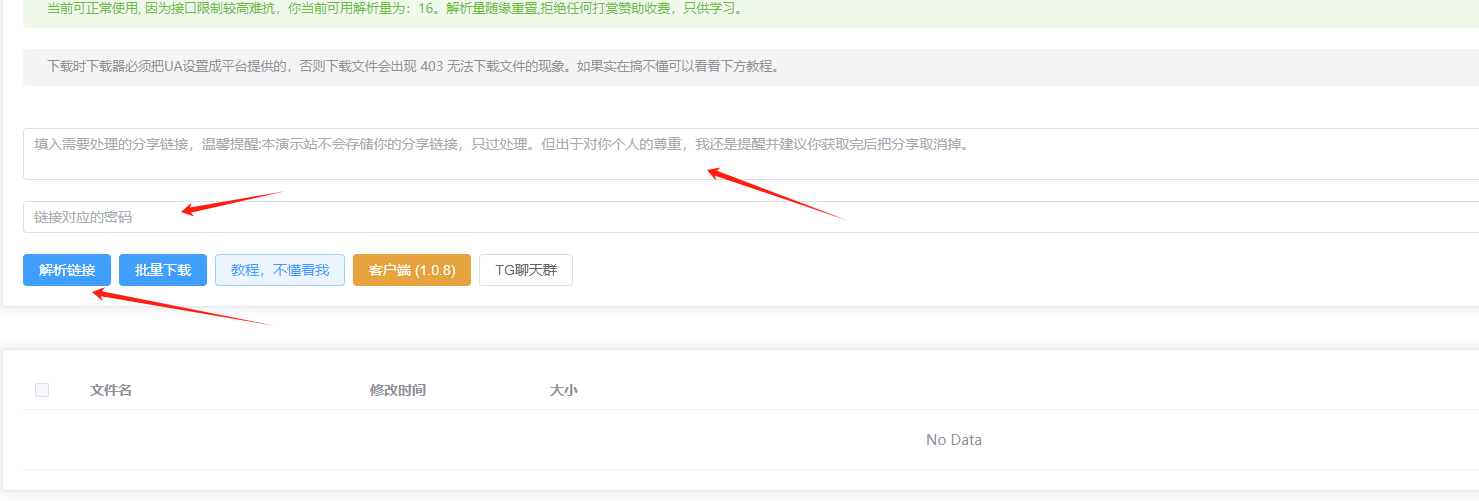 当前可正常使用, 因为接口限制较高难抗，你当前可用解析量为：16。解析量随缘重置,拒绝任何打赏赞助收费，只供学习。
下载时下载器必须把UA设置成平台提供的，否则下载文件会出现 403 无法下载文件的现象。如果实在搞不懂可以看看下方教程。
填入需要处理的分享链接，温馨提醒:本演示站不会存储你的分享链接，只过处理。但出于对你个人的尊重，我还是提醒并建议你获取完后把分享取消掉。
链接对应的密码
解析链接 批量下载 教程，不懂看我 客户端 (1.0.8) TG聊天群
文件名 修改时间 大小
No Data